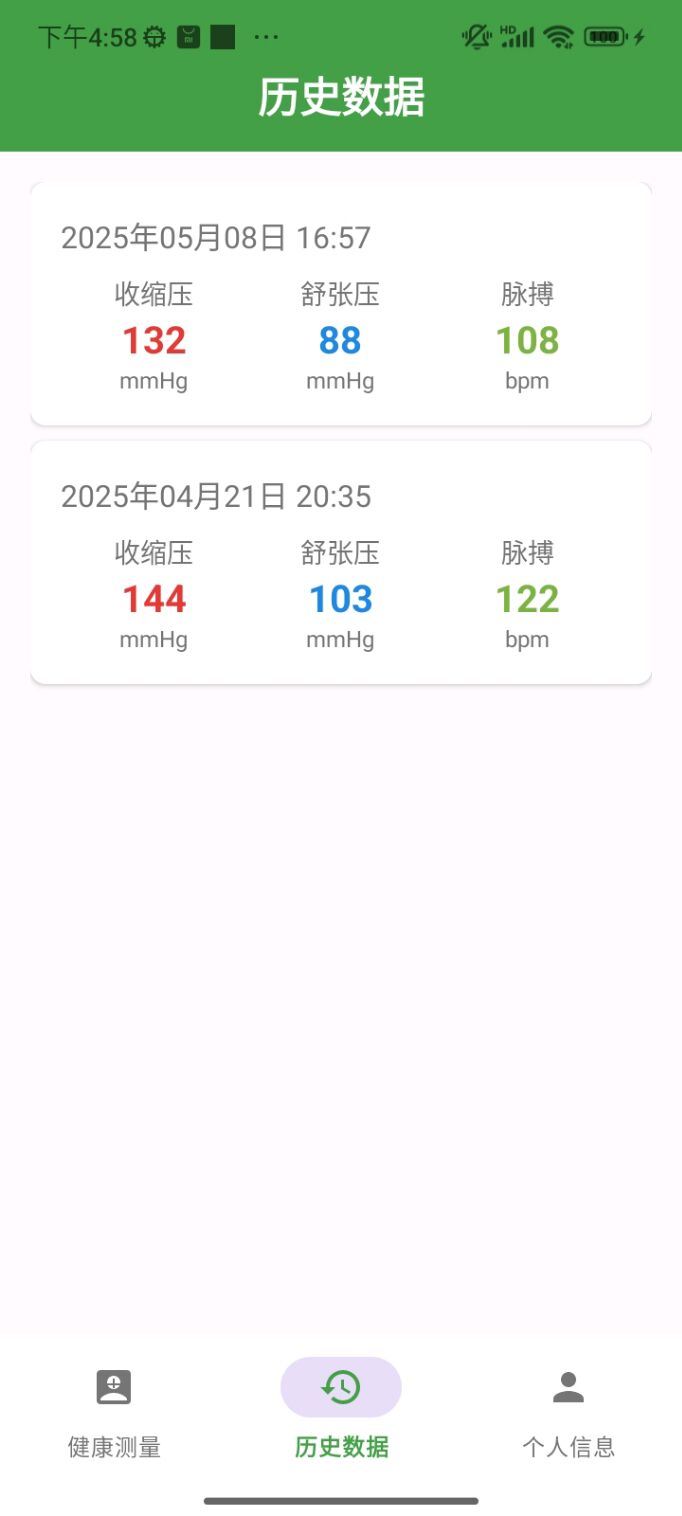 下午4:58 ··· HD 100
历史数据
2025年05月08日 16:57
收缩压 舒张压 脉搏
132 88 108
mmHg mmHg bpm
2025年04月21日 20:35
收缩压 舒张压 脉搏
144 103 122
mmHg mmHg bpm
健康测量 历史数据 个人信息